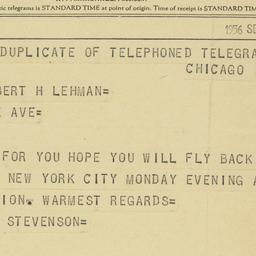 tic telegrams is STANDARD TIME at point of origin. Time of receipt is STANDARD TIME
1956 SE
DUPLICATE OF TELEPHONED TELEGRA
CHICAGO
BERT H LEHMAN=
AVE=
FOR YOU HOPE YOU WILL FLY BACK
NEW YORK CITY MONDAY EVENING A
ION. WARMEST REGARDS=
STEVENSON=